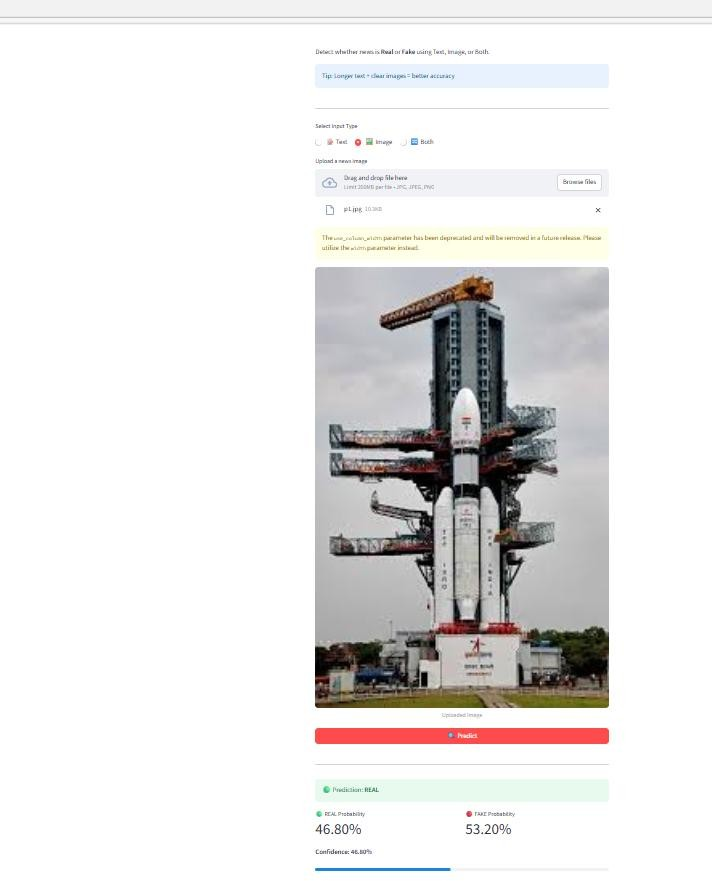 Detect whether news is Real or Fake using Text, Image, or Both.
Tip: Longer text + clear images = better accuracy
Select Input Type
Text Image Both
Upload a news image
Drag and drop file here
Limit 200MB per file • JPG, JPEG, PNG
Browse files
p1.jpg 10.3KB
The use_column_width parameter has been deprecated and will be removed in a future release. Please
utilize the width parameter instead.
ISRO
INDIA
Uploaded Image
Predict
Prediction: REAL
REAL Probability
46.80%
FAKE Probability
53.20%
Confidence: 46.80%